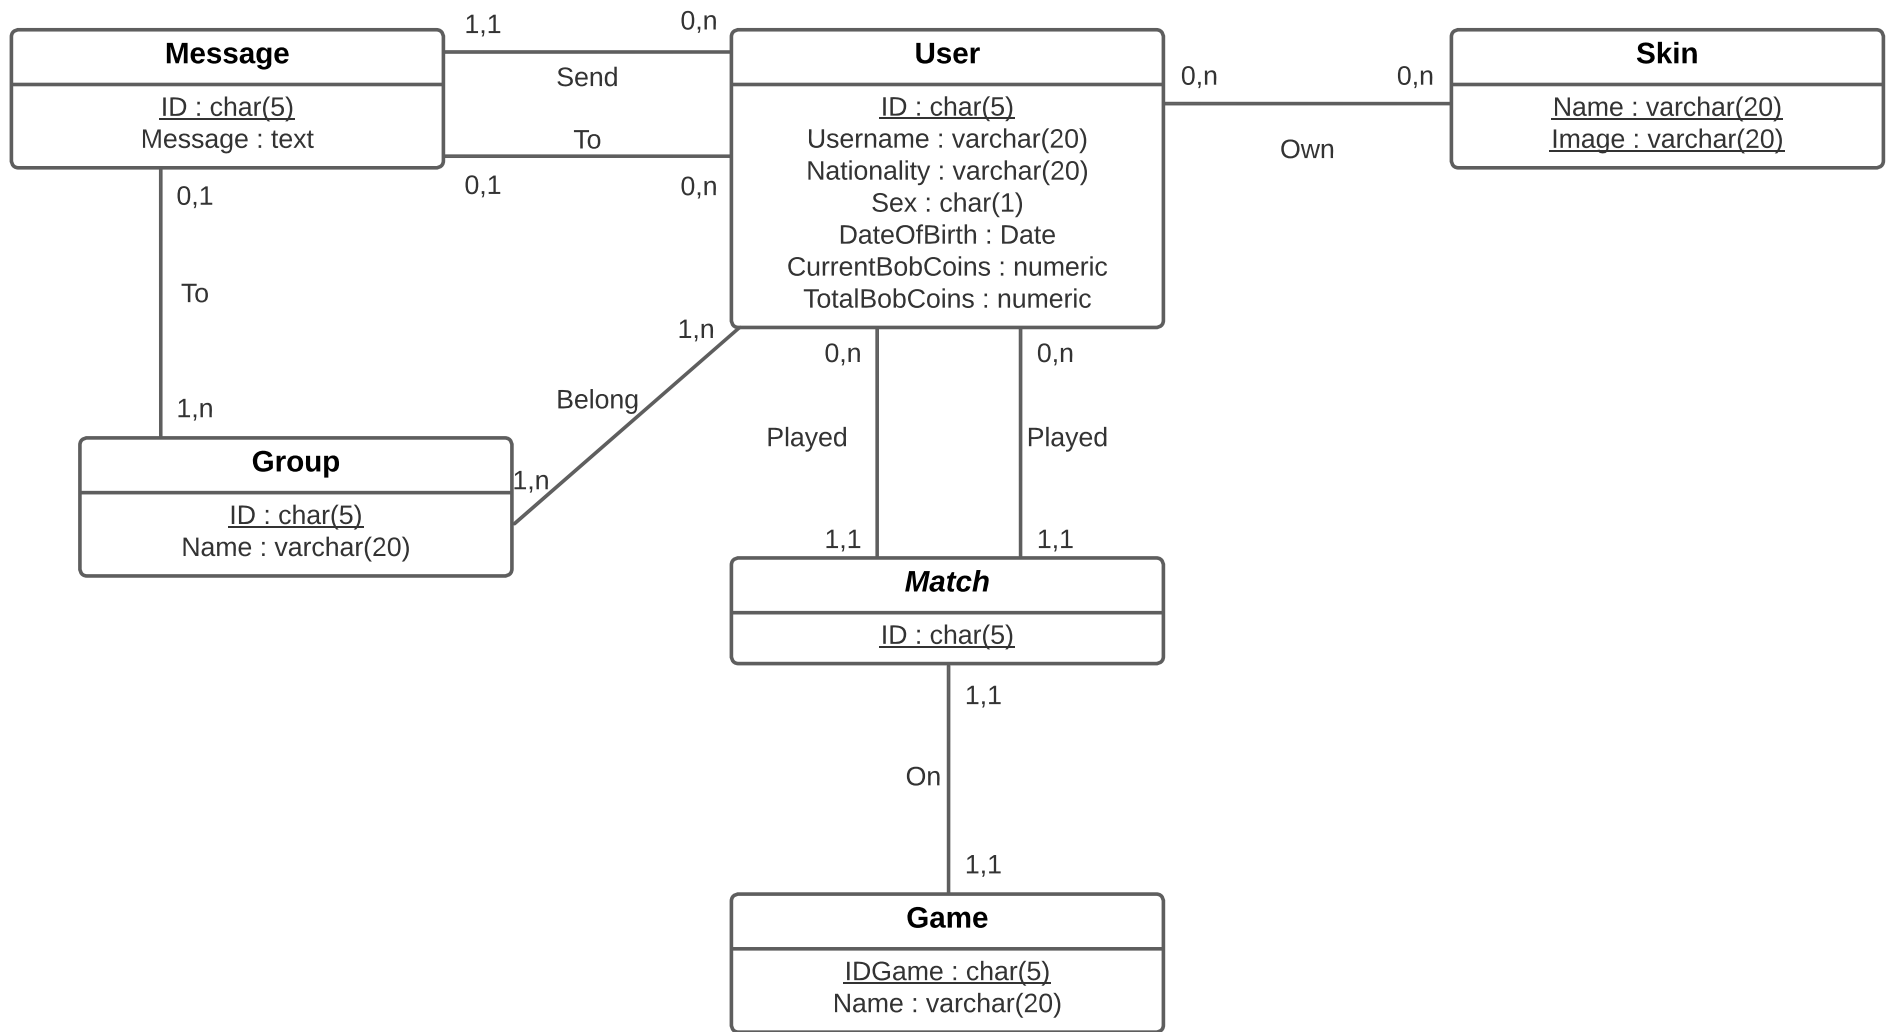 1,1
0,n
Message
ID : char(5)
Message : text
Send
To
0,1
0,n
User
ID : char(5)
Username : varchar(20)
Nationality : varchar(20)
Sex : char(1)
DateOfBirth : Date
CurrentBobCoins : numeric
TotalBobCoins : numeric
0,n
0,n
Own
Skin
Name : varchar(20)
Image : varchar(20)
0,1
To
1,n
1,n
Belong
1,n
Group
ID : char(5)
Name : varchar(20)
0,n
0,n
Played
Played
1,1
1,1
Match
ID : char(5)
1,1
On
1,1
Game
IDGame : char(5)
Name : varchar(20)